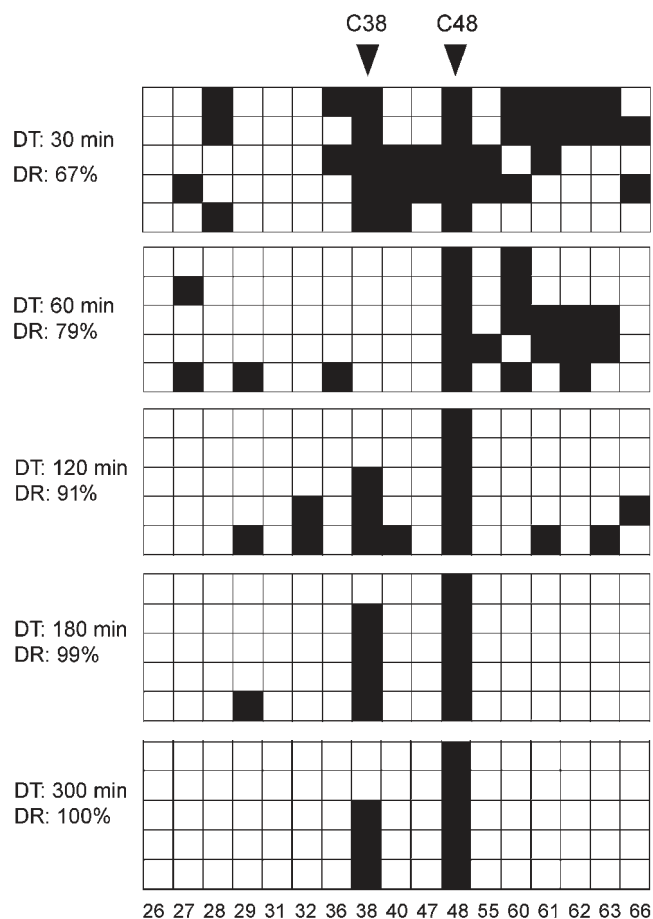 C38 C48
DT: 30 min
DR: 67%
DT: 60 min
DR: 79%
DT: 120 min
DR: 91%
DT: 180 min
DR: 99%
DT: 300 min
DR: 100%
26 27 28 29 31 32 36 38 40 47 48 55 60 61 62 63 66